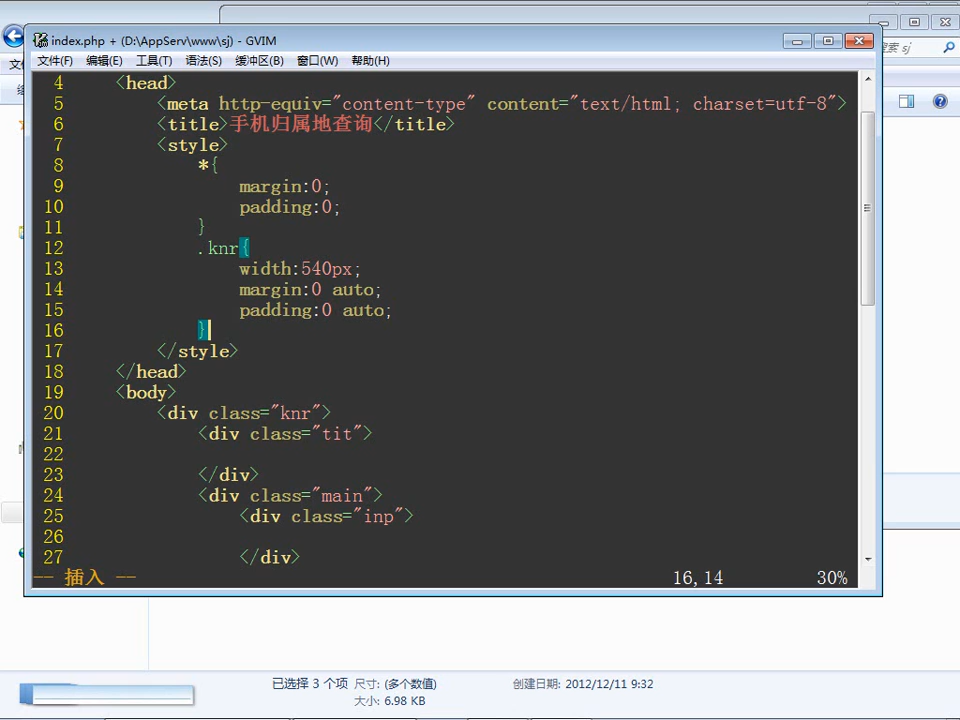 index.php + (D:\AppServ\www\sj) - GVIM
文件(F) 编辑(E) 工具(T) 语法(S) 缓冲区(B) 窗口(W) 帮助(H)
4 <head>
5 <meta http-equiv="content-type" content="text/html; charset=utf-8">
6 <title>手机归属地查询</title>
7 <style>
8 *{
9 margin:0;
10 padding:0;
11 }
12 .knr{
13 width:540px;
14 margin:0 auto;
15 padding:0 auto;
16 }
17 </style>
18 </head>
19 <body>
20 <div class="knr">
21 <div class="tit">
22
23 </div>
24 <div class="main">
25 <div class="inp">
26
27 </div>
-- 插入 -- 16,14 30%
索 sj
已选择 3 个项 尺寸: (多个数值) 创建日期: 2012/12/11 9:32
大小: 6.98 KB